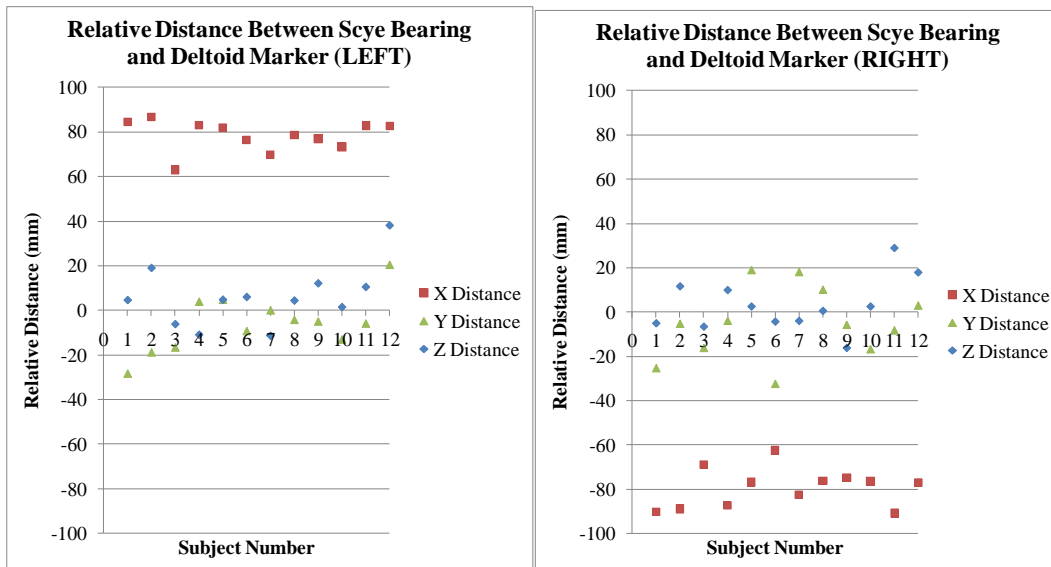 Relative Distance Between Scye Bearing
and Deltoid Marker (LEFT)
100
80
60
40
20
0
-20
-40
-60
-80
-100
0 1 2 3 4 5 6 7 8 9 10 11 12
Relative Distance (mm)
Subject Number
X Distance
Y Distance
Z Distance
Relative Distance Between Scye Bearing
and Deltoid Marker (RIGHT)
100
80
60
40
20
0
-20
-40
-60
-80
-100
0 1 2 3 4 5 6 7 8 9 10 11 12
Relative Distance (mm)
Subject Number
X Distance
Y Distance
Z Distance